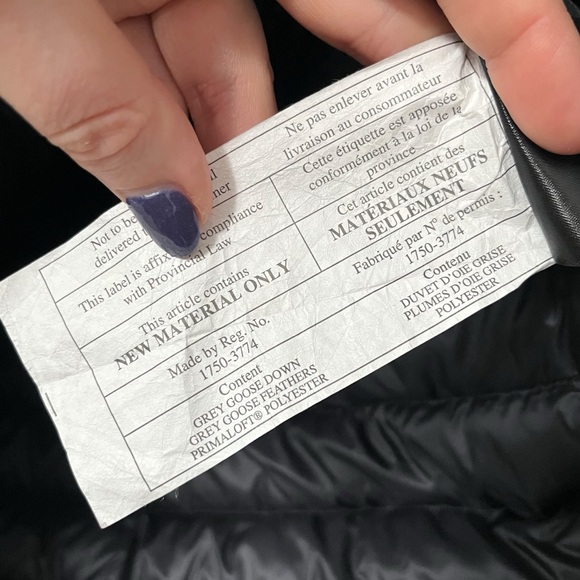 Not to be
delivered
This label is affix compliance
with Provincial Law
This article contains
NEW MATERIAL ONLY
Made by Reg. No.
1750-3774
Content
GREY GOOSE DOWN
GREY GOOSE FEATHERS
PRIMALOFT® POLYESTER
Ne pas enlever avant la
livraison au consommateur
Cette étiquette est apposée
conformément à la loi de la
province
Cet article contient des
MATÉRIAUX NEUFS
SEULEMENT
Fabriqué par Nº de permis :
1750-3774
Contenu
DUVET D'OIE GRISE
PLUMES D'OIE GRISE
POLYESTER